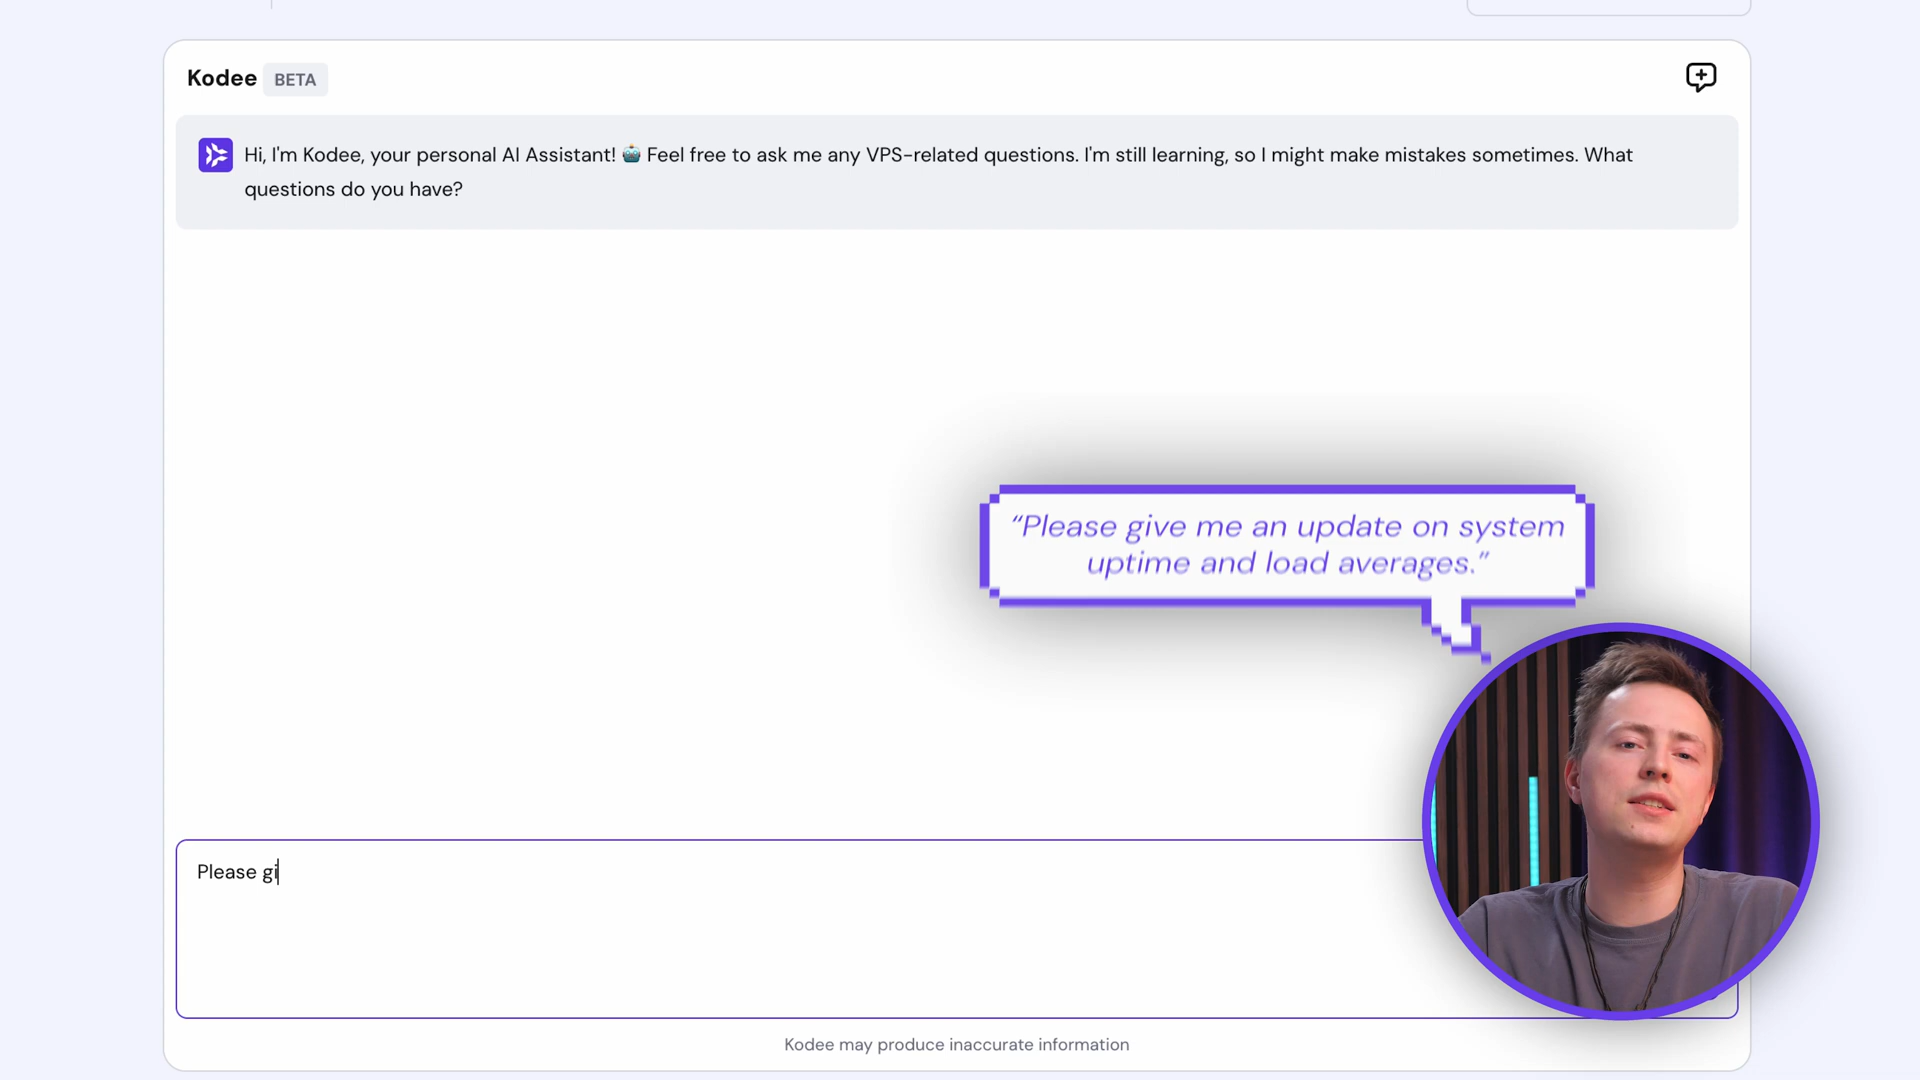 Kodee BETA
Hi, I'm Kodee, your personal AI Assistant! 🤖 Feel free to ask me any VPS-related questions. I'm still learning, so I might make mistakes sometimes. What
questions do you have?
“Please give me an update on system
uptime and load averages.”
Please gi
Kodee may produce inaccurate information